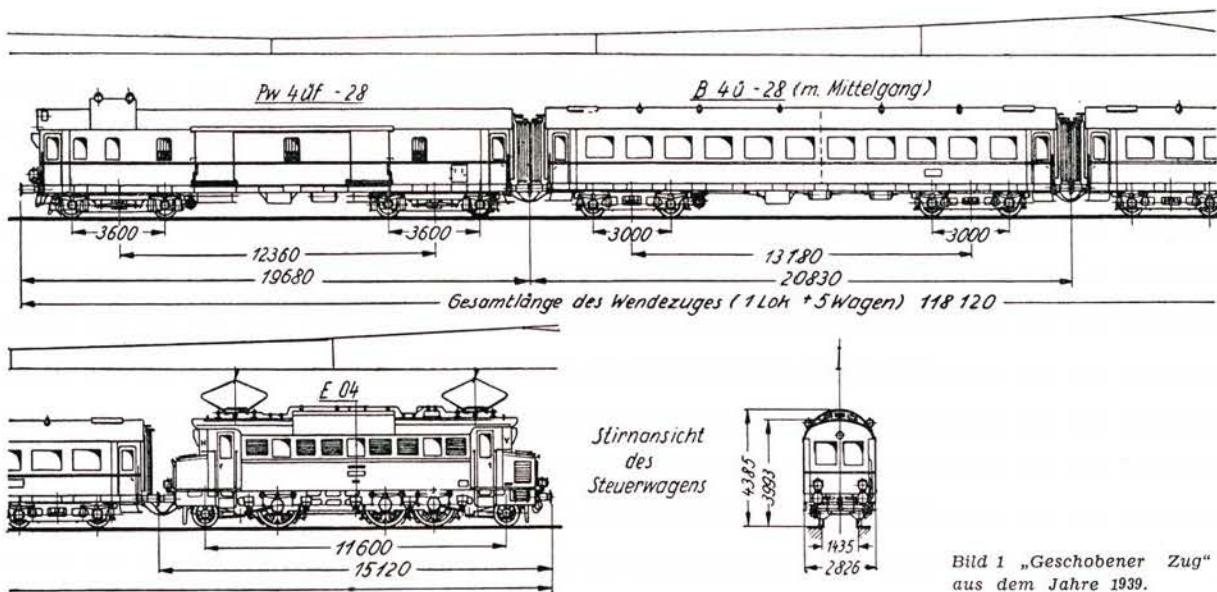 Pw 4üf - 28
B 4ü - 28 (m. Mittelgang)
3600
3600
3000
3000
12360
13180
19680
20830
Gesamtlänge des Wendezuges (1 Lok + 5 Wagen) 118 120
E 04
11600
15120
Stirnansicht
des
Steuerwagens
4385
3993
1435
2826
Bild 1 „Geschobener Zug"
aus dem Jahre 1939.